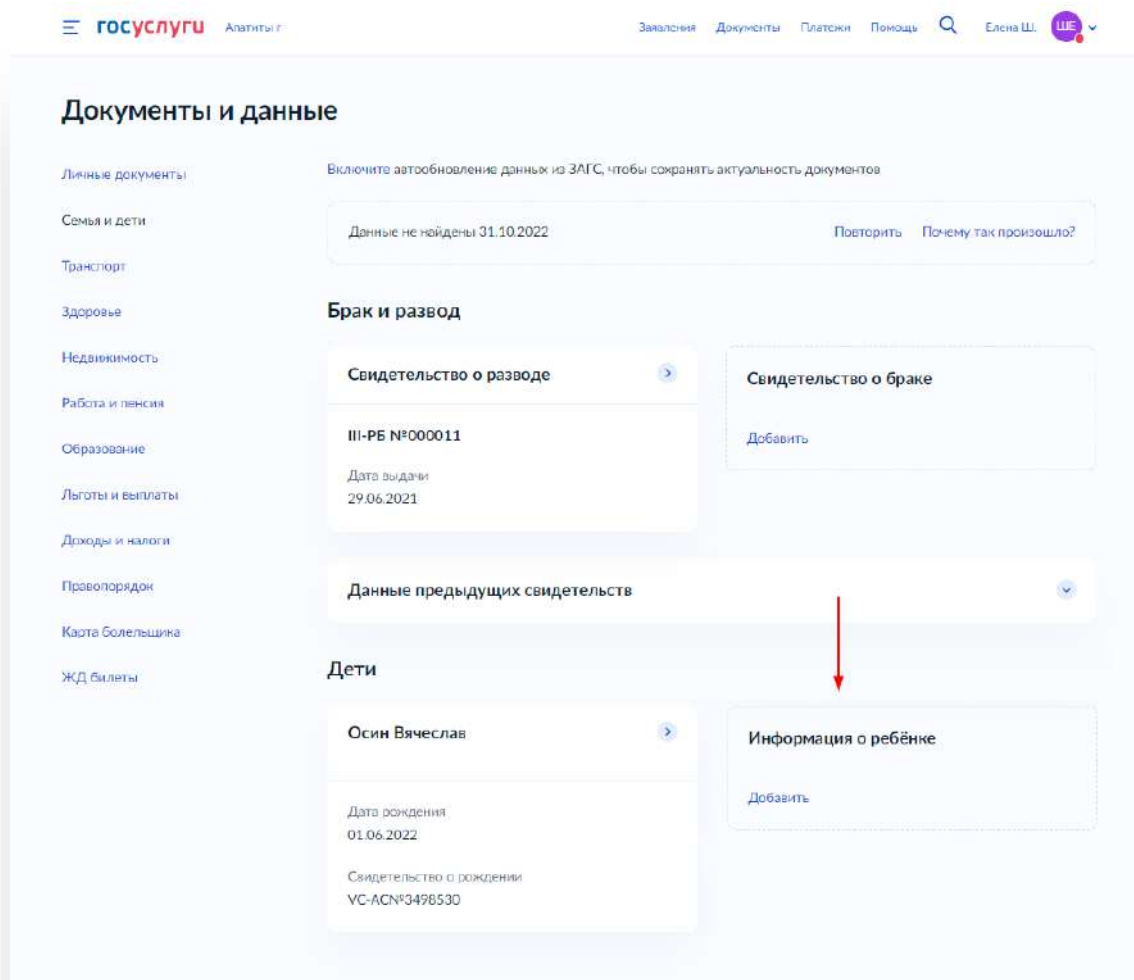 госуслуги Апатиты г Заявления Документы Платежи Помощь Елена Ш. ШЕ
Документы и данные
Личные документы
Семья и дети
Транспорт
Здоровье
Недвижимость
Работа и пенсия
Образование
Льготы и выплаты
Доходы и налоги
Правопорядок
Карта болельщика
ЖД билеты
Включите автообновление данных из ЗАГС, чтобы сохранять актуальность документов
Данные не найдены 31.10.2022 Повторить Почему так произошло?
Брак и развод
Свидетельство о разводе
III-РБ №000011
Дата выдачи
29.06.2021
Свидетельство о браке
Добавить
Данные предыдущих свидетельств
Дети
Осин Вячеслав
Дата рождения
01.06.2022
Свидетельство о рождении
VC-АС№3498530
Информация о ребёнке
Добавить